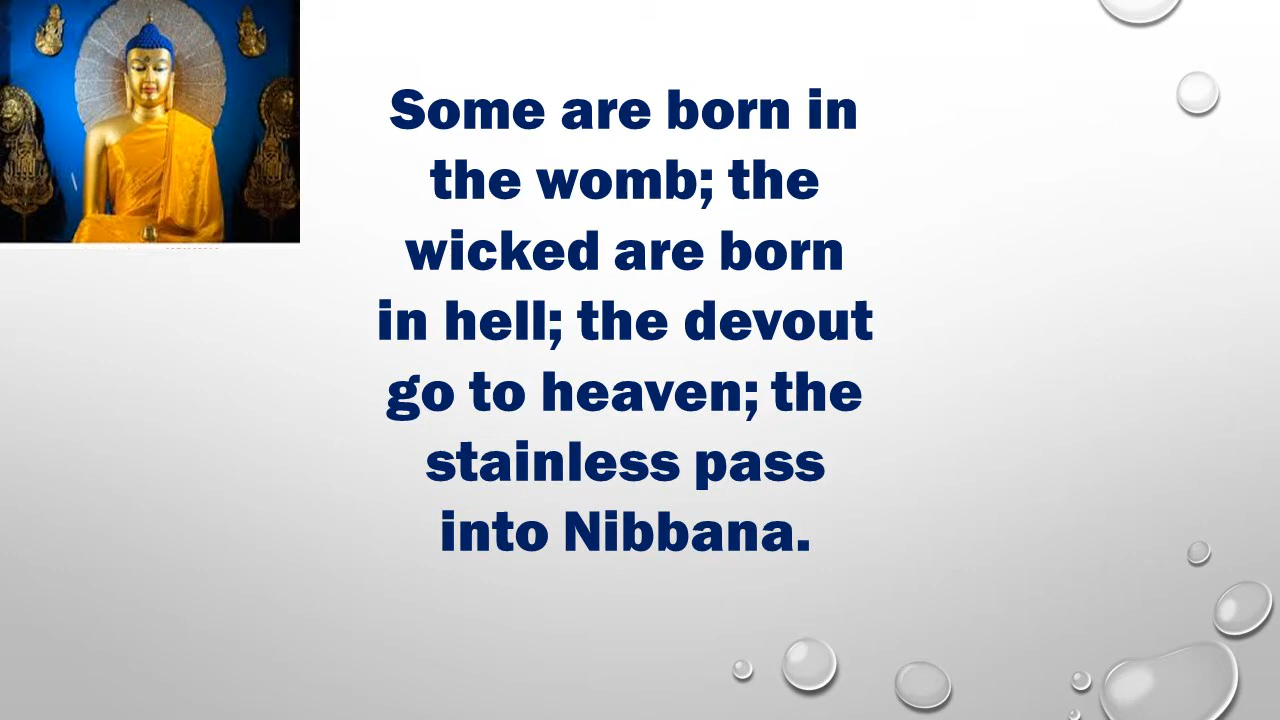 Some are born in
the womb; the
wicked are born
in hell; the devout
go to heaven; the
stainless pass
into Nibbana.